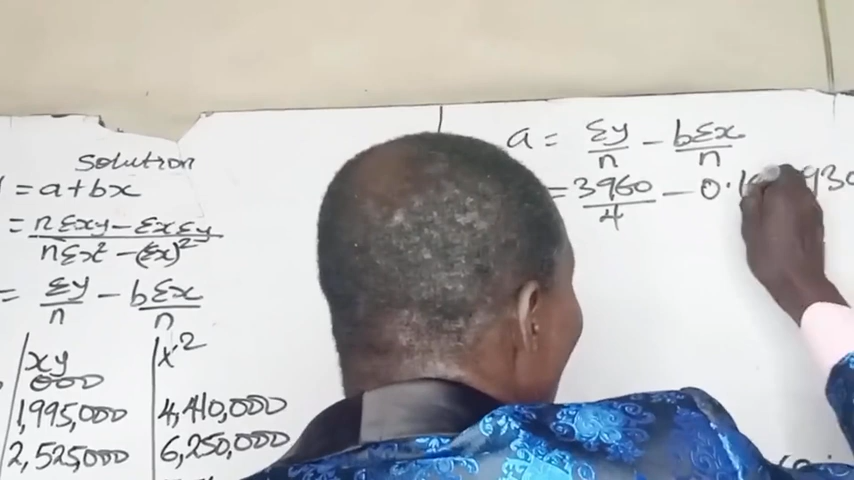 Solution
= a + bx
= nΣxy - ΣxΣy / nΣx² - (Σx)²
= Σy/n - bΣx/n
xy x²
000
1,995,000 4,410,000
2,525,000 6,250,000
a = Σy/n - bΣx/n
= 3960/4 - 0.1